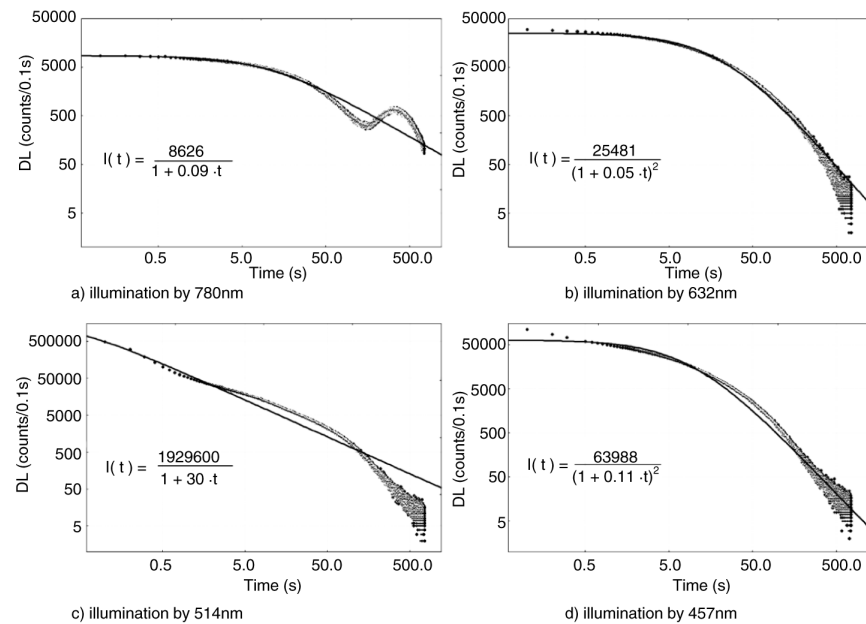 50000
5000
500
50
5
DL (counts/0.1s)
I( t ) = 8626 / 1 + 0.09 ·t
0.5 5.0 50.0 500.0
Time (s)
a) illumination by 780nm
50000
5000
500
50
5
DL (counts/0.1s)
I(t) = 25481 / (1 + 0.05 ·t)2
0.5 5.0 50.0 500.0
Time (s)
b) illumination by 632nm
500000
50000
5000
500
50
5
DL (counts/0.1s)
I( t ) = 1929600 / 1 + 30 ·t
0.5 5.0 50.0 500.0
Time (s)
c) illumination by 514nm
50000
5000
500
50
5
DL (counts/0.1s)
I( t ) = 63988 / (1 + 0.11 ·t)2
0.5 5.0 50.0 500.0
Time (s)
d) illumination by 457nm